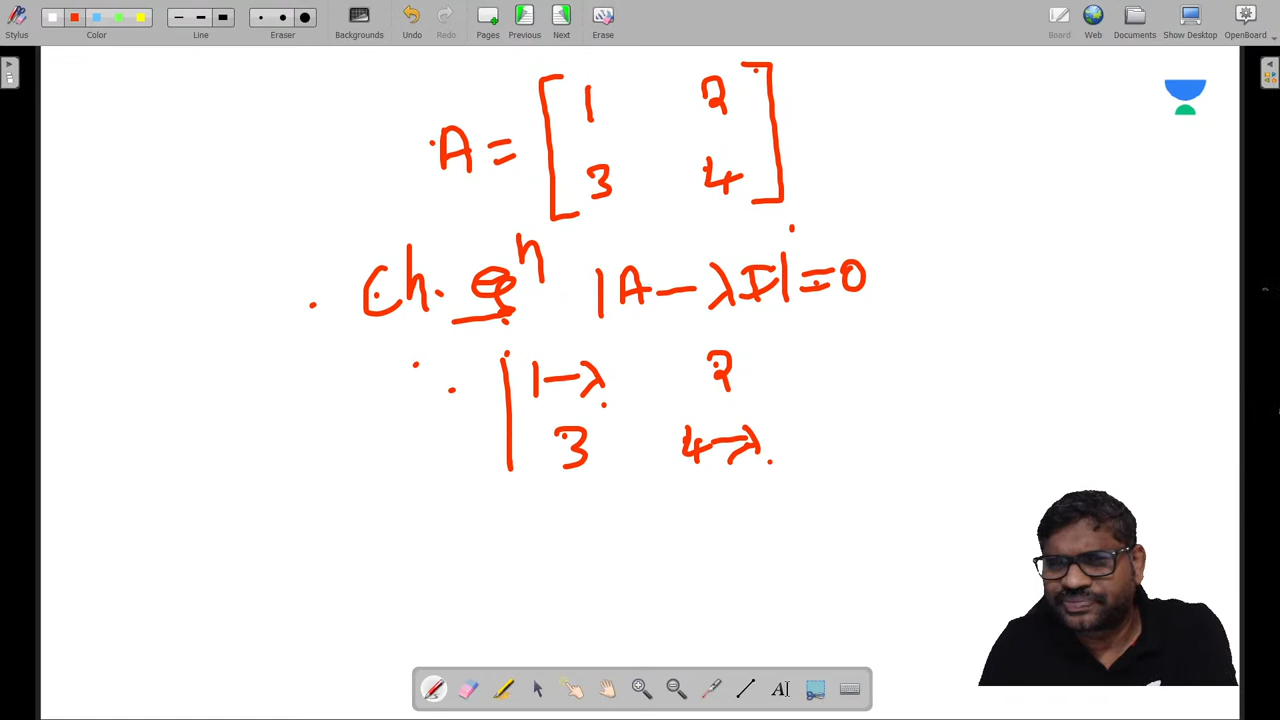 Stylus Color Line Eraser Backgrounds Undo Redo Pages Previous Next Erase Board Web Documents Show Desktop OpenBoard
A = [ 1 2
3 4 ]
Ch. Eqn |A - λI| = 0
∴ | 1-λ 2
3 4-λ